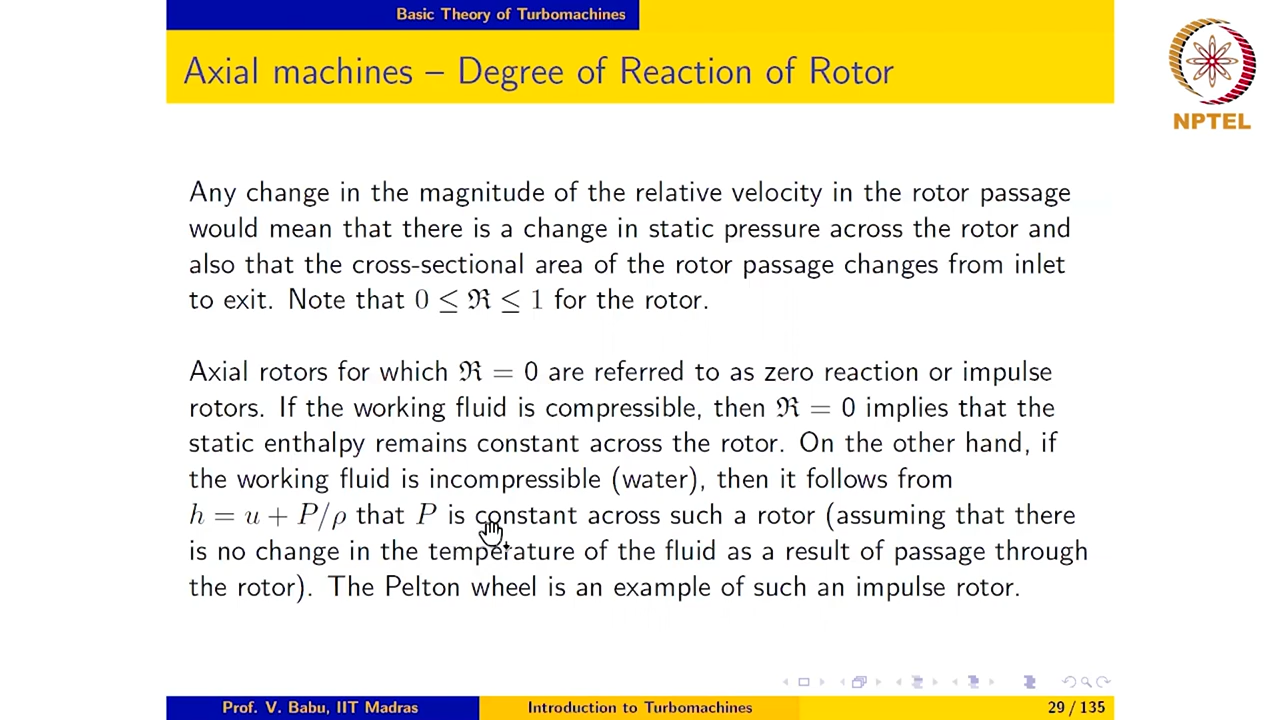 Basic Theory of Turbomachines
Axial machines – Degree of Reaction of Rotor
NPTEL
Any change in the magnitude of the relative velocity in the rotor passage
would mean that there is a change in static pressure across the rotor and
also that the cross-sectional area of the rotor passage changes from inlet
to exit. Note that 0 ≤ ℜ ≤ 1 for the rotor.
Axial rotors for which ℜ = 0 are referred to as zero reaction or impulse
rotors. If the working fluid is compressible, then ℜ = 0 implies that the
static enthalpy remains constant across the rotor. On the other hand, if
the working fluid is incompressible (water), then it follows from
h = u + P/ρ that P is constant across such a rotor (assuming that there
is no change in the temperature of the fluid as a result of passage through
the rotor). The Pelton wheel is an example of such an impulse rotor.
Prof. V. Babu, IIT Madras
Introduction to Turbomachines
29 / 135